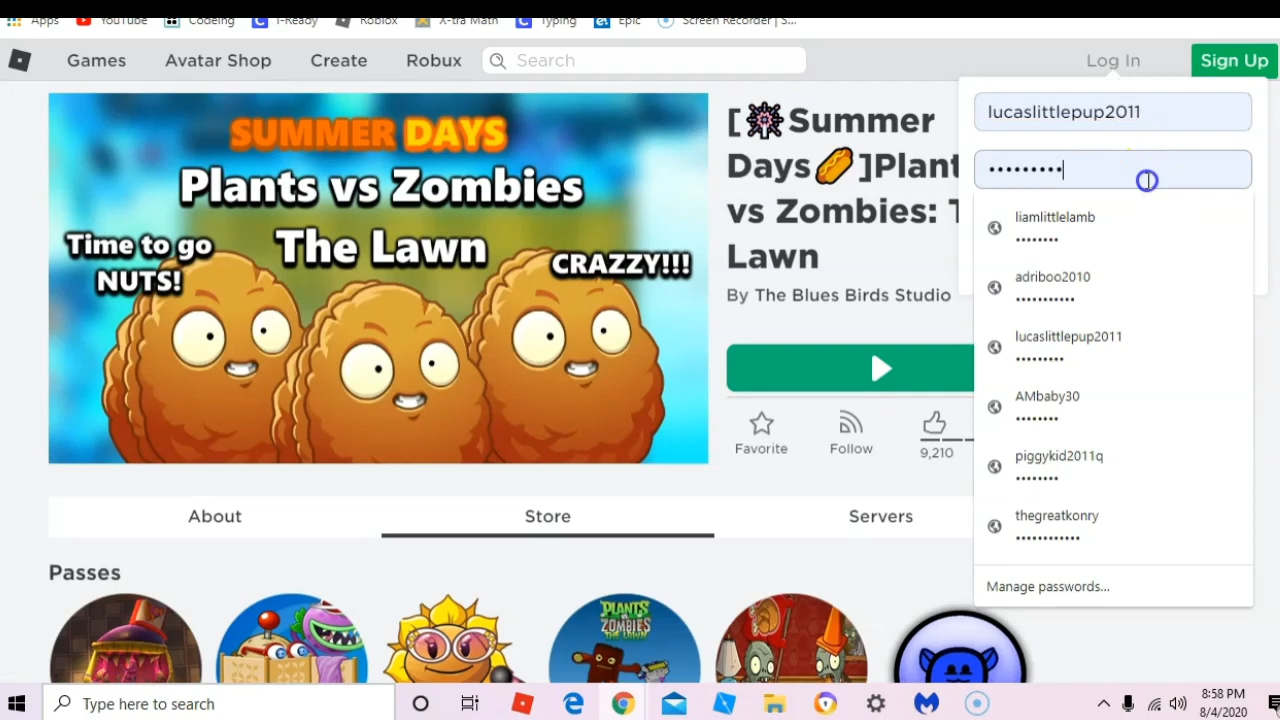 Apps YouTube Codeing i-Ready Roblox X-tra Math Typing Epic Screen Recorder | S...
Games Avatar Shop Create Robux Search Log In Sign Up
SUMMER DAYS
Plants vs Zombies
The Lawn
Time to go
NUTS!
CRAZZY!!!
[Summer
Days]Plant
vs Zombies: T
Lawn
By The Blues Birds Studio
Favorite Follow 9,210
lucaslittlepup2011
•••••••••
liamlittlelamb
••••••••
adriboo2010
•••••••••••
lucaslittlepup2011
•••••••••
AMbaby30
••••••••
piggykid2011q
••••••••
thegreatkonry
••••••••••••
Manage passwords...
About Store Servers
Passes
PLANTS
VS
ZOMBIES
THE LAWN
Type here to search
8:58 PM
8/4/2020